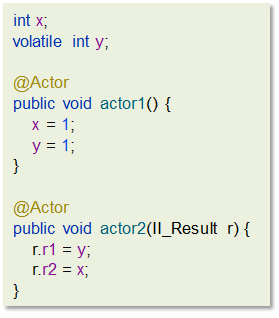 int x;
volatile int y;

@Actor
public void actor1() {
    x = 1;
    y = 1;
}

@Actor
public void actor2(II_Result r) {
    r.r1 = y;
    r.r2 = x;
}